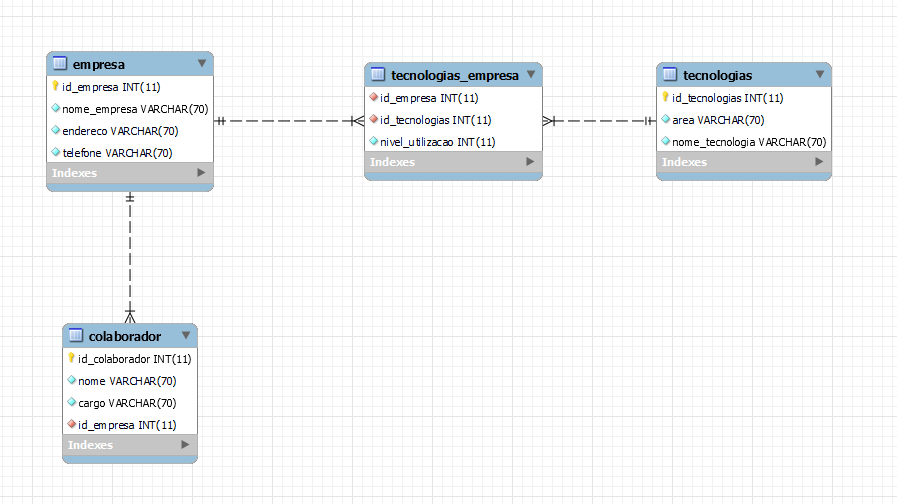 empresa
id_empresa INT(11)
nome_empresa VARCHAR(70)
endereco VARCHAR(70)
telefone VARCHAR(70)
Indexes
tecnologias_empresa
id_empresa INT(11)
id_tecnologias INT(11)
nivel_utilizacao INT(11)
Indexes
tecnologias
id_tecnologias INT(11)
area VARCHAR(70)
nome_tecnologia VARCHAR(70)
Indexes
colaborador
id_colaborador INT(11)
nome VARCHAR(70)
cargo VARCHAR(70)
id_empresa INT(11)
Indexes